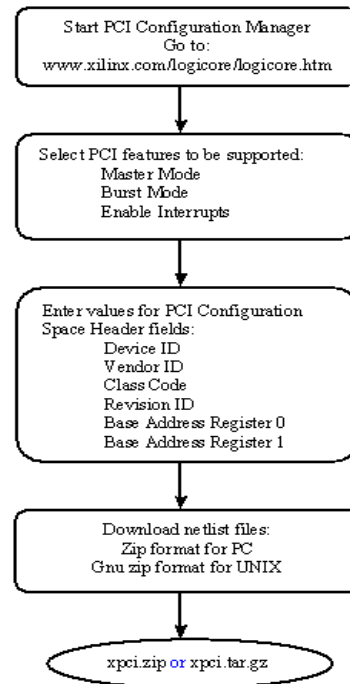 Start PCI Configuration Manager
Go to:
www.xilinx.com/logicore/logicore.htm
Select PCI features to be supported:
Master Mode
Burst Mode
Enable Interrupts
Enter values for PCI Configuration
Space Header fields:
Device ID
Vendor ID
Class Code
Revision ID
Base Address Register 0
Base Address Register 1
Download netlist files:
Zip format for PC
Gnu zip format for UNIX
xpci.zip or xpci.tar.gz